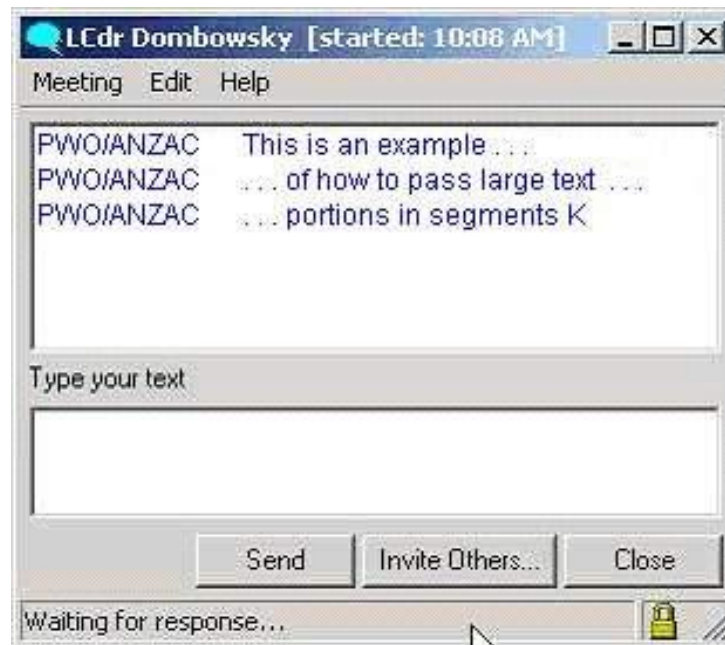 LCdr Dombowsky [started: 10:08 AM]
Meeting Edit Help
PWO/ANZAC This is an example . . .
PWO/ANZAC . . . of how to pass large text . . .
PWO/ANZAC . . . portions in segments K
Type your text
Send Invite Others... Close
Waiting for response...